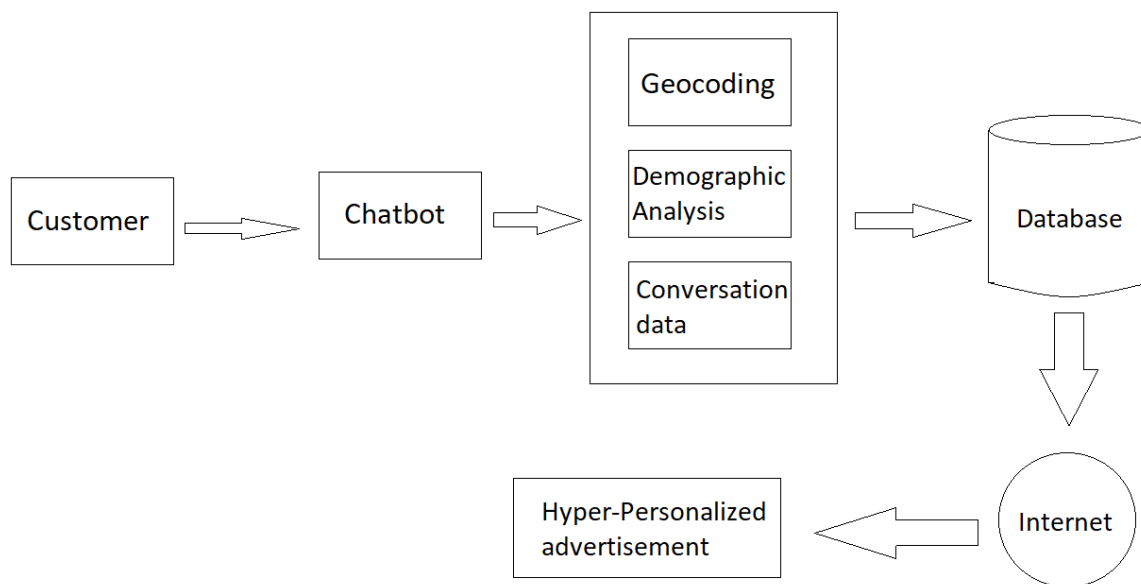 Customer
Chatbot
Geocoding
Demographic
Analysis
Conversation
data
Database
Internet
Hyper-Personalized
advertisement